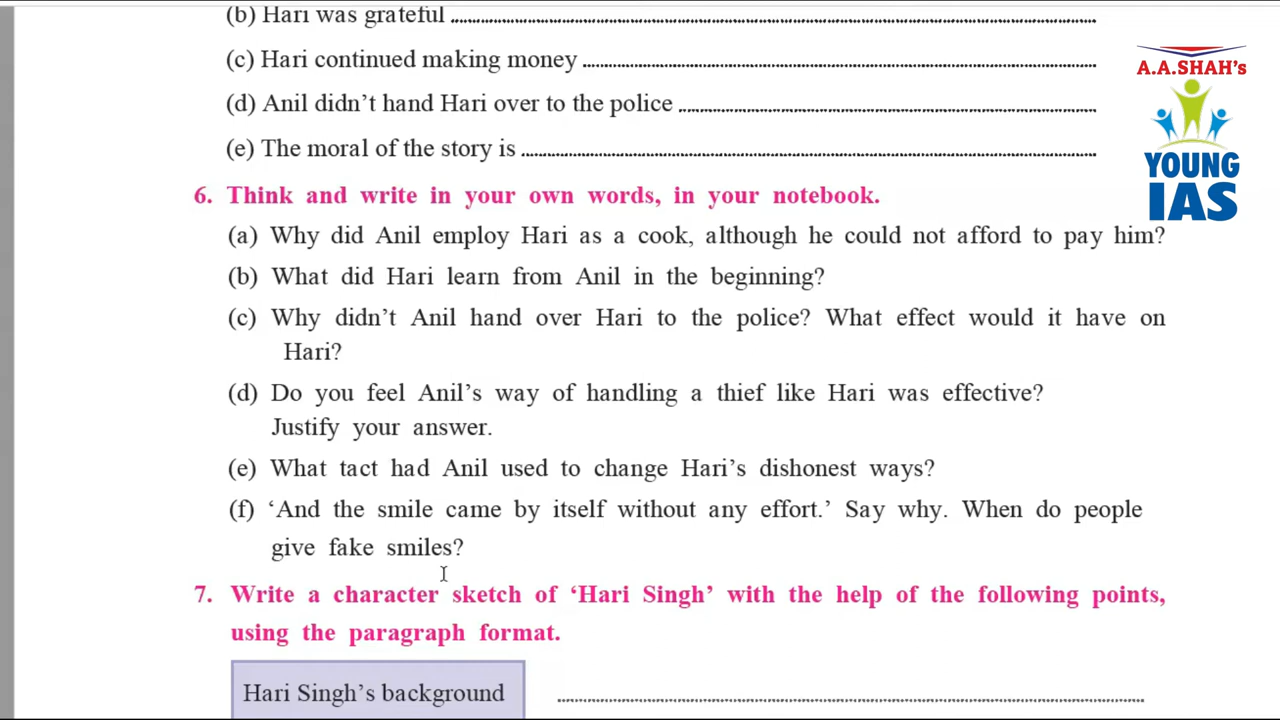 (b) Hari was grateful
(c) Hari continued making money
(d) Anil didn't hand Hari over to the police
(e) The moral of the story is
A.A.SHAH's
YOUNG
IAS
6. Think and write in your own words, in your notebook.
(a) Why did Anil employ Hari as a cook, although he could not afford to pay him?
(b) What did Hari learn from Anil in the beginning?
(c) Why didn't Anil hand over Hari to the police? What effect would it have on
Hari?
(d) Do you feel Anil's way of handling a thief like Hari was effective?
Justify your answer.
(e) What tact had Anil used to change Hari's dishonest ways?
(f) 'And the smile came by itself without any effort.' Say why. When do people
give fake smiles?
7. Write a character sketch of 'Hari Singh' with the help of the following points,
using the paragraph format.
Hari Singh's background